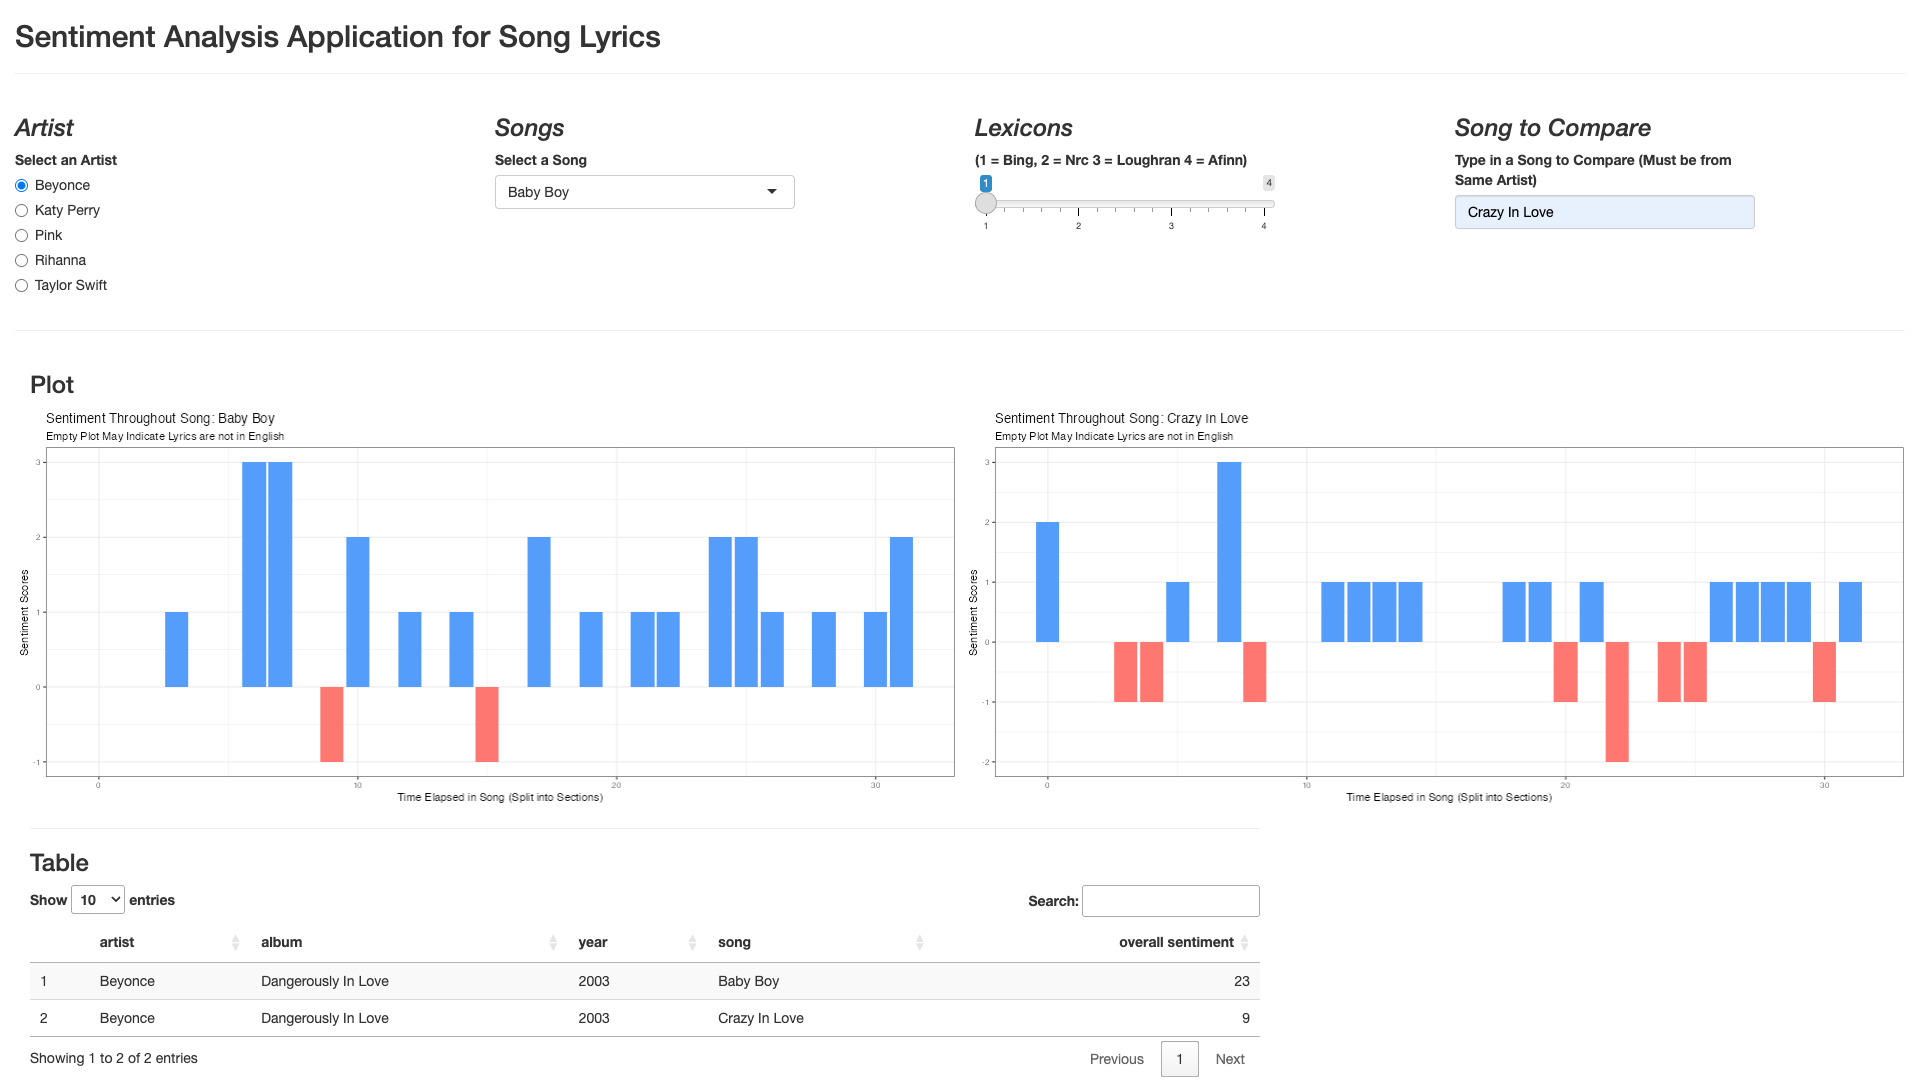 Sentiment Analysis Application for Song Lyrics
Artist
Select an Artist
Beyonce
Katy Perry
Pink
Rihanna
Taylor Swift
Songs
Select a Song
Baby Boy
Lexicons
(1 = Bing, 2 = Nrc 3 = Loughran 4 = Afinn)
1 4
1 2 3 4
Song to Compare
Type in a Song to Compare (Must be from
Same Artist)
Crazy In Love
Plot
Sentiment Throughout Song: Baby Boy
Empty Plot May Indicate Lyrics are not in English
Sentiment Scores
3
2
1
0
-1
0 10 20 30
Time Elapsed in Song (Split into Sections)
Sentiment Throughout Song: Crazy In Love
Empty Plot May Indicate Lyrics are not in English
Sentiment Scores
3
2
1
0
-1
-2
0 10 20 30
Time Elapsed in Song (Split into Sections)
Table
Show 10 entries
Search:
artist album year song overall sentiment
1 Beyonce Dangerously In Love 2003 Baby Boy 23
2 Beyonce Dangerously In Love 2003 Crazy In Love 9
Showing 1 to 2 of 2 entries
Previous 1 Next